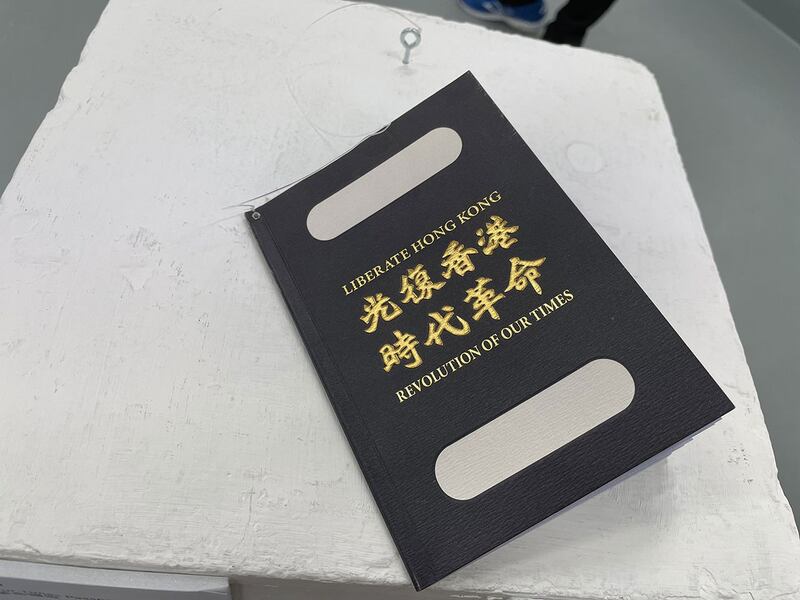 LIBERATE HONG KONG
光復香港
時代革命
REVOLUTION OF OUR TIMES